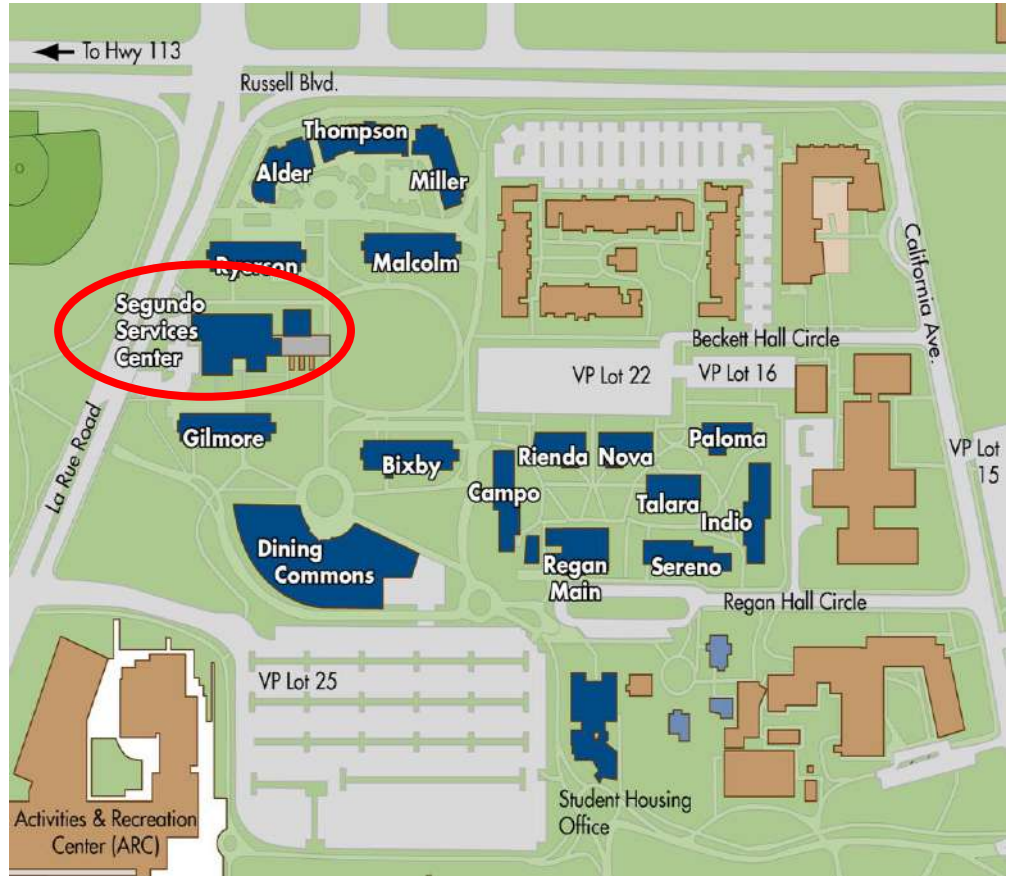 To Hwy 113
Russell Blvd.
Thompson
Alder
Miller
Ryerson
Malcolm
California Ave.
Segundo
Services
Center
Beckett Hall Circle
VP Lot 22
VP Lot 16
La Rue Road
Gilmore
Bixby
Rienda
Nova
Paloma
VP Lot
15
Campo
Talara
Indio
Dining
Commons
Regan
Main
Sereno
Regan Hall Circle
VP Lot 25
Student Housing
Office
Activities & Recreation
Center (ARC)